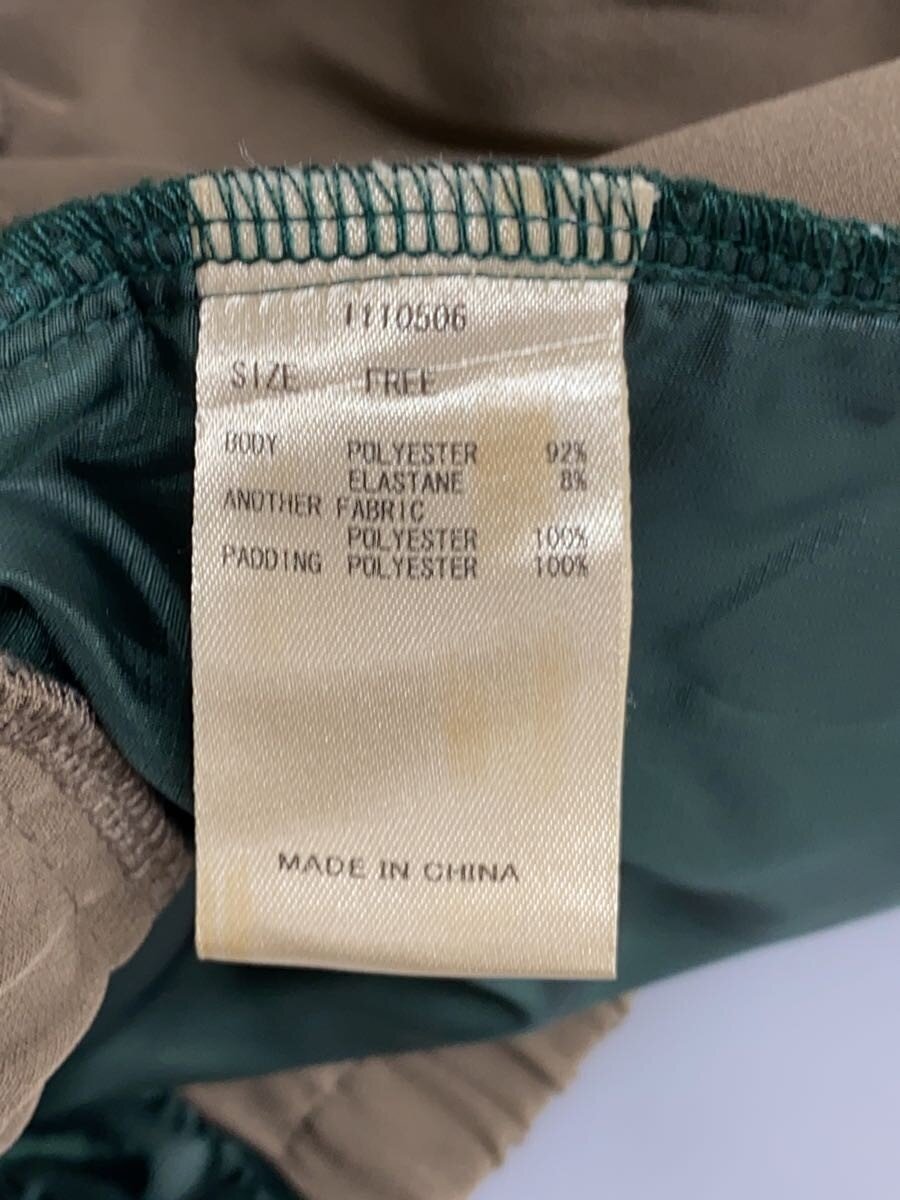 1110506
SIZE FREE
BODY POLYESTER 92%
ELASTANE 8%
ANOTHER FABRIC
POLYESTER 100%
PADDING POLYESTER 100%
MADE IN CHINA